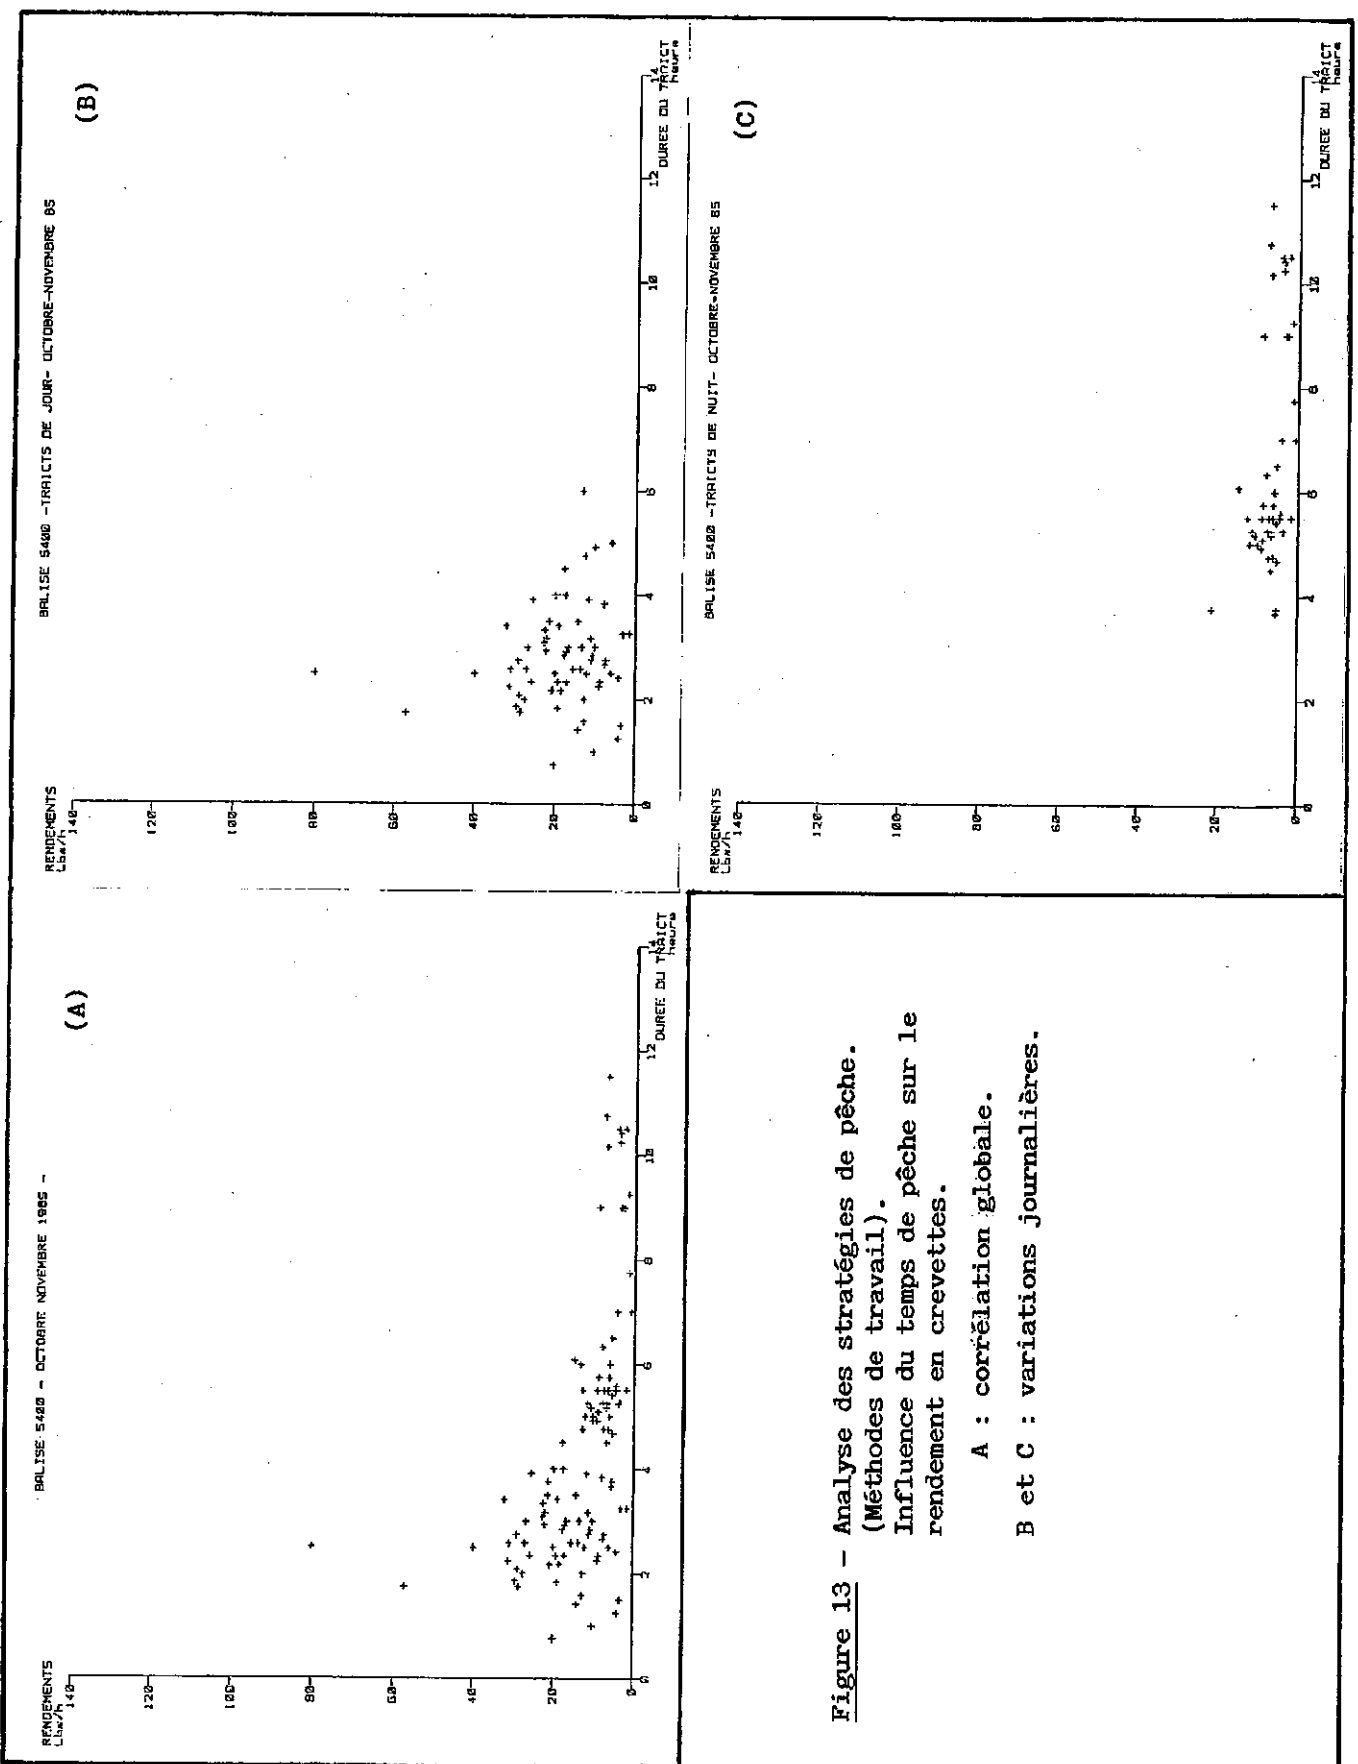 BALISE 5400 - OCTOBRE NOVEMBRE 1985 -
(A)
RENDEMENTS
Lbs/h
140
120
100
80
60
40
20
0
0
2
4
6
8
10
12
14
DUREE DU TRAICT
heure
BALISE 5400 -TRAICTS DE JOUR- OCTOBRE-NOVEMBRE 85
(B)
RENDEMENTS
Lbs/h
140
120
100
80
60
40
20
0
0
2
4
6
8
10
12
14
DUREE DU TRAICT
heure
Figure 13 - Analyse des stratégies de pêche.
(Méthodes de travail).
Influence du temps de pêche sur le
rendement en crevettes.
A : corrélation globale.
B et C : variations journalières.
BALISE 5400 -TRAICTS DE NUIT- OCTOBRE-NOVEMBRE 85
(C)
RENDEMENTS
Lbs/h
140
120
100
80
60
40
20
0
0
2
4
6
8
10
12
14
DUREE DU TRAICT
heure